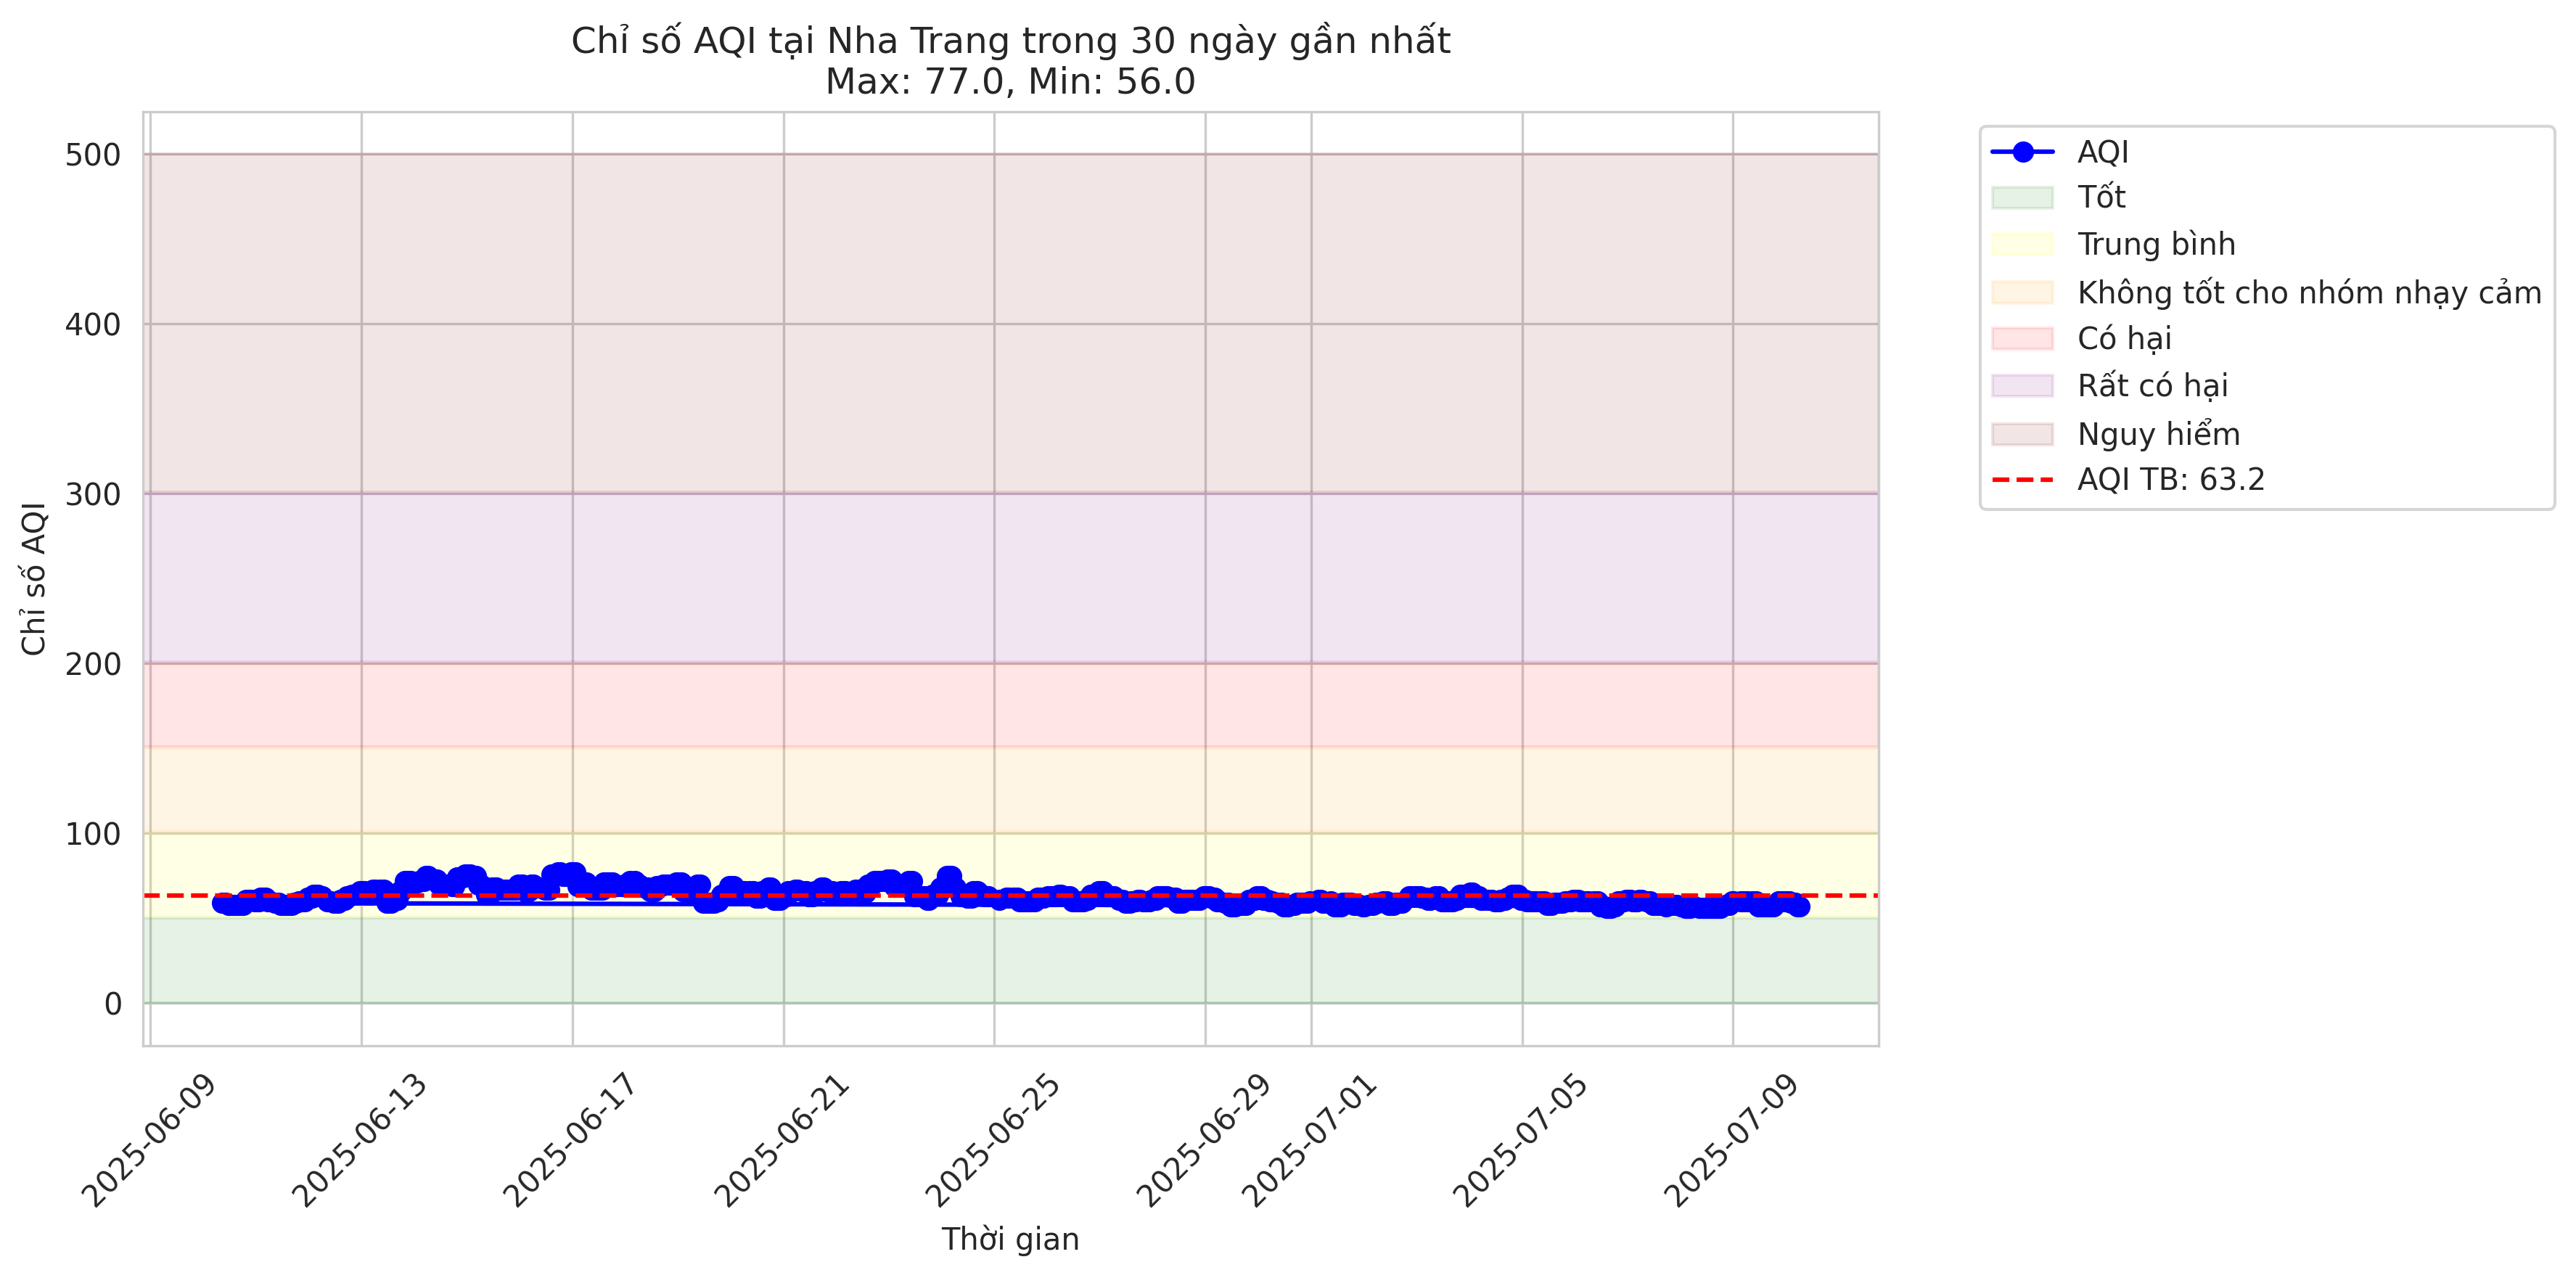 Chỉ số AQI tại Nha Trang trong 30 ngày gần nhất
Max: 77.0, Min: 56.0
Chỉ số AQI
500
400
300
200
100
0
2025-06-09
2025-06-13
2025-06-17
2025-06-21
2025-06-25
2025-06-29
2025-07-01
2025-07-05
2025-07-09
Thời gian
AQI
Tốt
Trung bình
Không tốt cho nhóm nhạy cảm
Có hại
Rất có hại
Nguy hiểm
AQI TB: 63.2